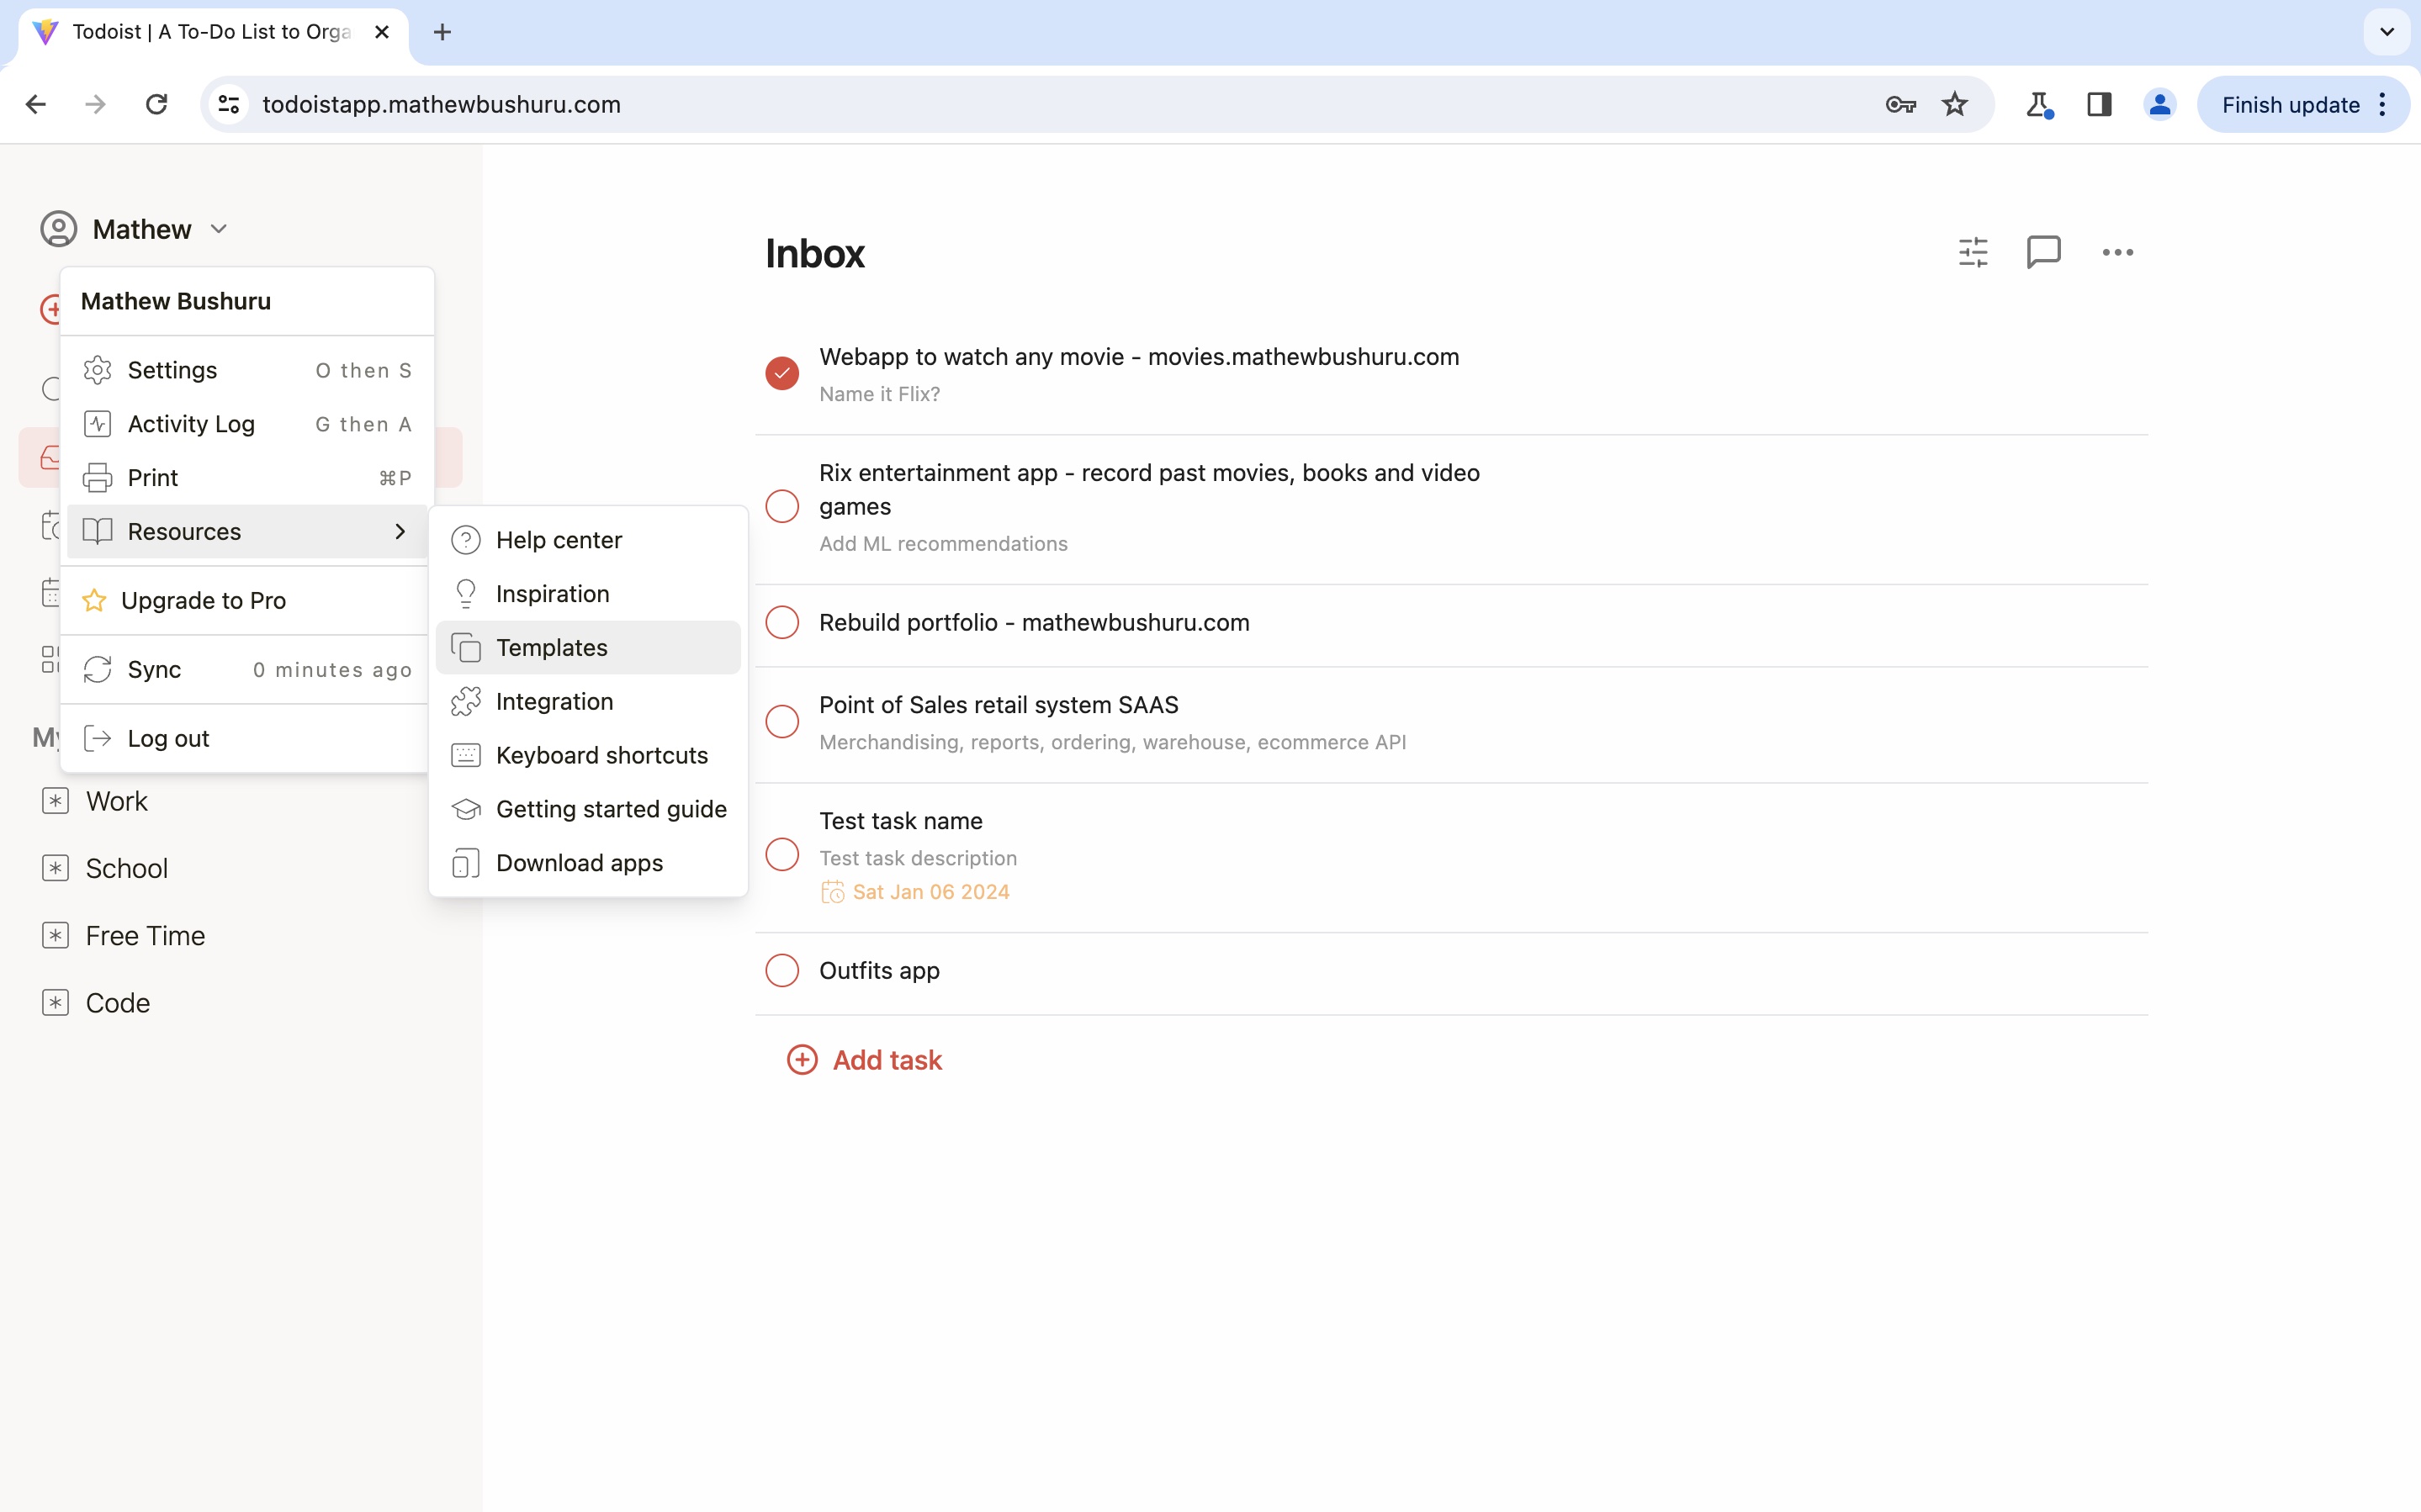 Todoist | A To-Do List to Orga
todoistapp.mathewbushuru.com
Finish update
Mathew
Mathew Bushuru
Settings O then S
Activity Log G then A
Print ⌘P
Resources
Upgrade to Pro
Sync 0 minutes ago
Log out
Help center
Inspiration
Templates
Integration
Keyboard shortcuts
Getting started guide
Download apps
My
Work
School
Free Time
Code
Inbox
Webapp to watch any movie - movies.mathewbushuru.com
Name it Flix?
Rix entertainment app - record past movies, books and video
games
Add ML recommendations
Rebuild portfolio - mathewbushuru.com
Point of Sales retail system SAAS
Merchandising, reports, ordering, warehouse, ecommerce API
Test task name
Test task description
Sat Jan 06 2024
Outfits app
Add task